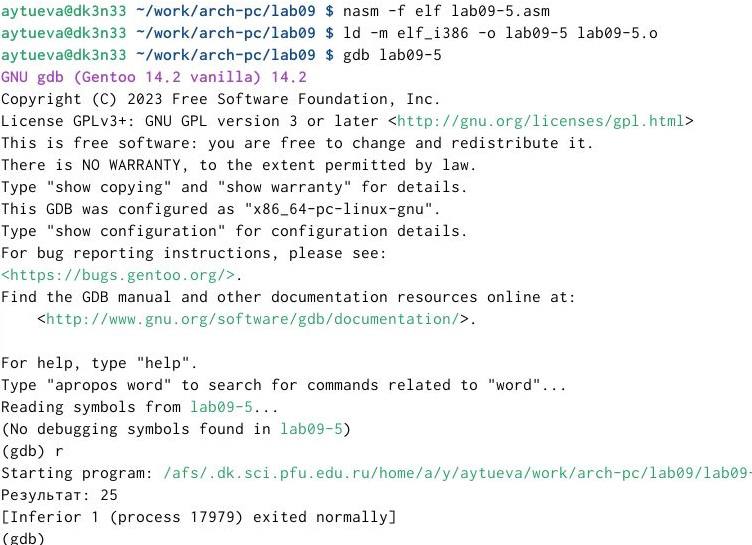 aytueva@dk3n33 ~/work/arch-pc/lab09 $ nasm -f elf lab09-5.asm
aytueva@dk3n33 ~/work/arch-pc/lab09 $ ld -m elf_i386 -o lab09-5 lab09-5.o
aytueva@dk3n33 ~/work/arch-pc/lab09 $ gdb lab09-5
GNU gdb (Gentoo 14.2 vanilla) 14.2
Copyright (C) 2023 Free Software Foundation, Inc.
License GPLv3+: GNU GPL version 3 or later <http://gnu.org/licenses/gpl.html>
This is free software: you are free to change and redistribute it.
There is NO WARRANTY, to the extent permitted by law.
Type "show copying" and "show warranty" for details.
This GDB was configured as "x86_64-pc-linux-gnu".
Type "show configuration" for configuration details.
For bug reporting instructions, please see:
<https://bugs.gentoo.org/>.
Find the GDB manual and other documentation resources online at:
    <http://www.gnu.org/software/gdb/documentation/>.

For help, type "help".
Type "apropos word" to search for commands related to "word"...
Reading symbols from lab09-5...
(No debugging symbols found in lab09-5)
(gdb) r
Starting program: /afs/.dk.sci.pfu.edu.ru/home/a/y/aytueva/work/arch-pc/lab09/lab09-
Результат: 25
[Inferior 1 (process 17979) exited normally]
(gdb)